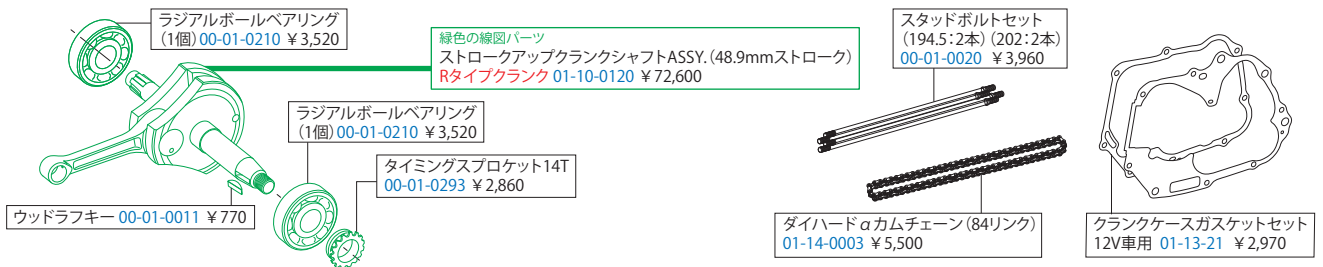 ラジアルボールベアリング
(1個) 00-01-0210 ￥3,520
緑色の線図パーツ
ストロークアップクランクシャフトASSY.(48.9mmストローク)
Rタイプクランク 01-10-0120 ￥72,600
スタッドボルトセット
(194.5:2本) (202:2本)
00-01-0020 ￥3,960
ラジアルボールベアリング
(1個) 00-01-0210 ￥3,520
タイミングスプロケット14T
00-01-0293 ￥2,860
ウッドラフキー 00-01-0011 ￥770
ダイハードαカムチェーン (84リンク)
01-14-0003 ￥5,500
クランクケースガスケットセット
12V車用 01-13-21 ￥2,970